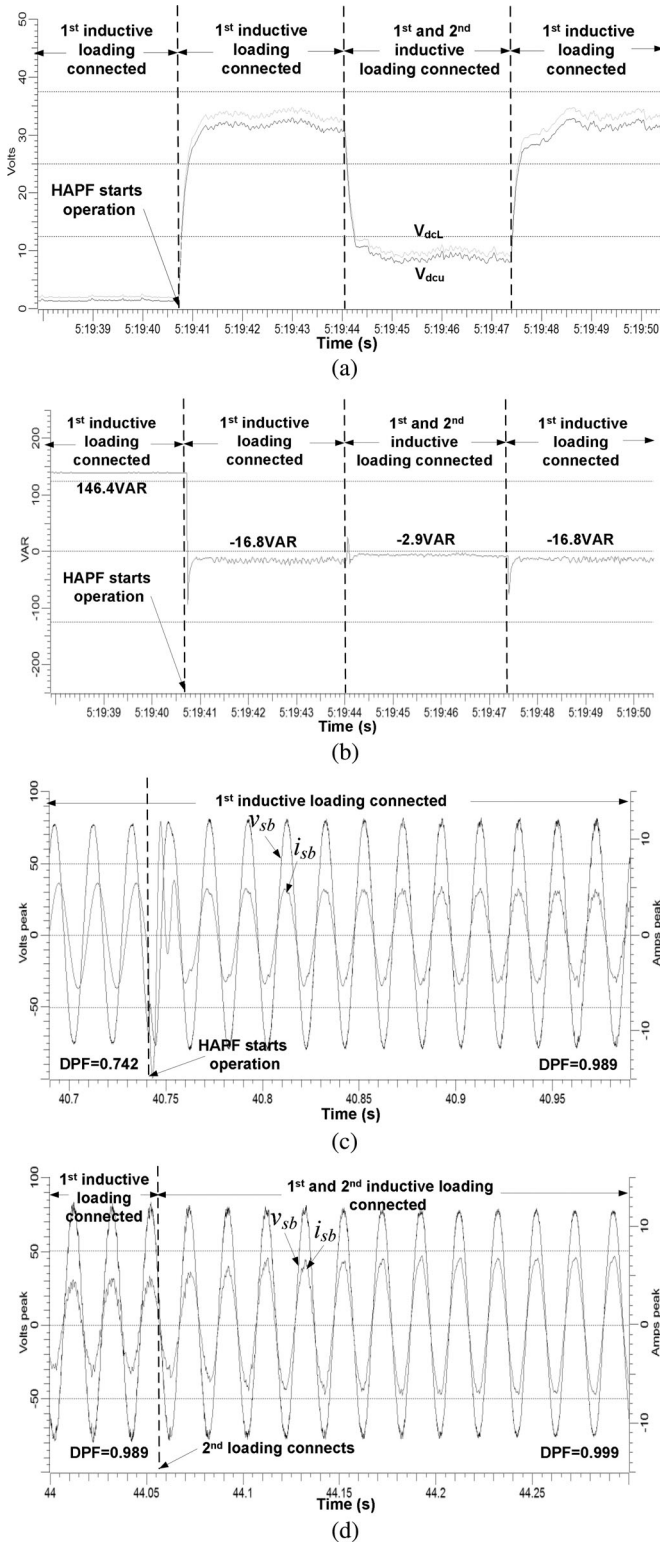 1st inductive loading connected
1st inductive loading connected
1st and 2nd inductive loading connected
1st inductive loading connected
50
40
30
20
10
0
Volts
HAPF starts operation
VdcL
Vdcu
5:19:39 5:19:40 5:19:41 5:19:42 5:19:43 5:19:44 5:19:45 5:19:46 5:19:47 5:19:48 5:19:49 5:19:50
Time (s)
(a)
1st inductive loading connected
1st inductive loading connected
1st and 2nd inductive loading connected
1st inductive loading connected
200
100
0
-100
-200
VAR
146.4VAR
-16.8VAR
-2.9VAR
-16.8VAR
HAPF starts operation
5:19:39 5:19:40 5:19:41 5:19:42 5:19:43 5:19:44 5:19:45 5:19:46 5:19:47 5:19:48 5:19:49 5:19:50
Time (s)
(b)
1st inductive loading connected
100
50
0
-50
Volts peak
vsb
isb
10
0
-10
Amps peak
DPF=0.742
HAPF starts operation
DPF=0.989
40.7 40.75 40.8 40.85 40.9 40.95
Time (s)
(c)
1st inductive loading connected
1st and 2nd inductive loading connected
100
50
0
-50
Volts peak
vsb
isb
10
0
-10
Amps peak
DPF=0.989
2nd loading connects
DPF=0.999
44 44.05 44.1 44.15 44.2 44.25
Time (s)
(d)